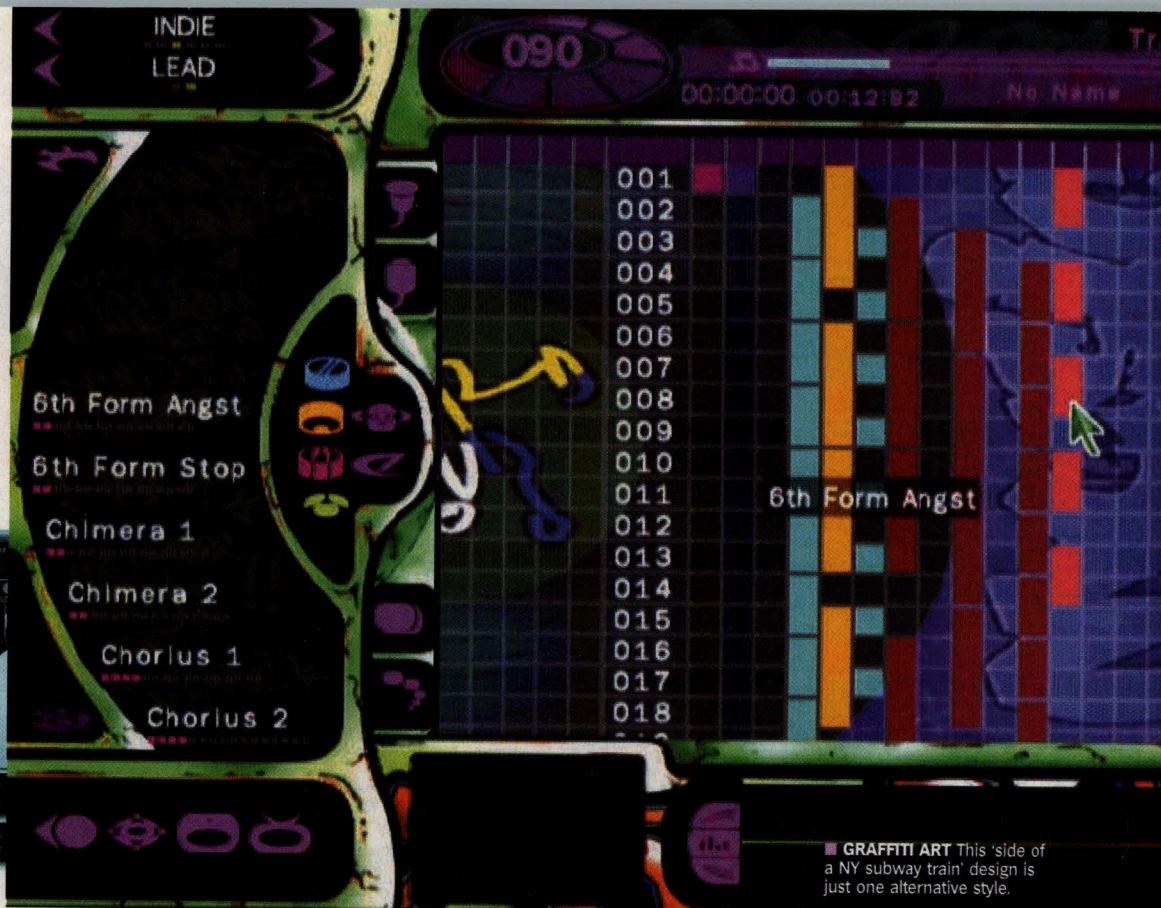 INDIE
LEAD
090
Tr
00:00:00 00:12:92
No Name
001
002
003
004
005
006
007
008
009
010
011
012
013
014
015
016
017
018
6th Form Angst
6th Form Stop
Chimera 1
Chimera 2
Chorius 1
Chorius 2
6th Form Angst
GRAFFITI ART This 'side of
a NY subway train' design is
just one alternative style.